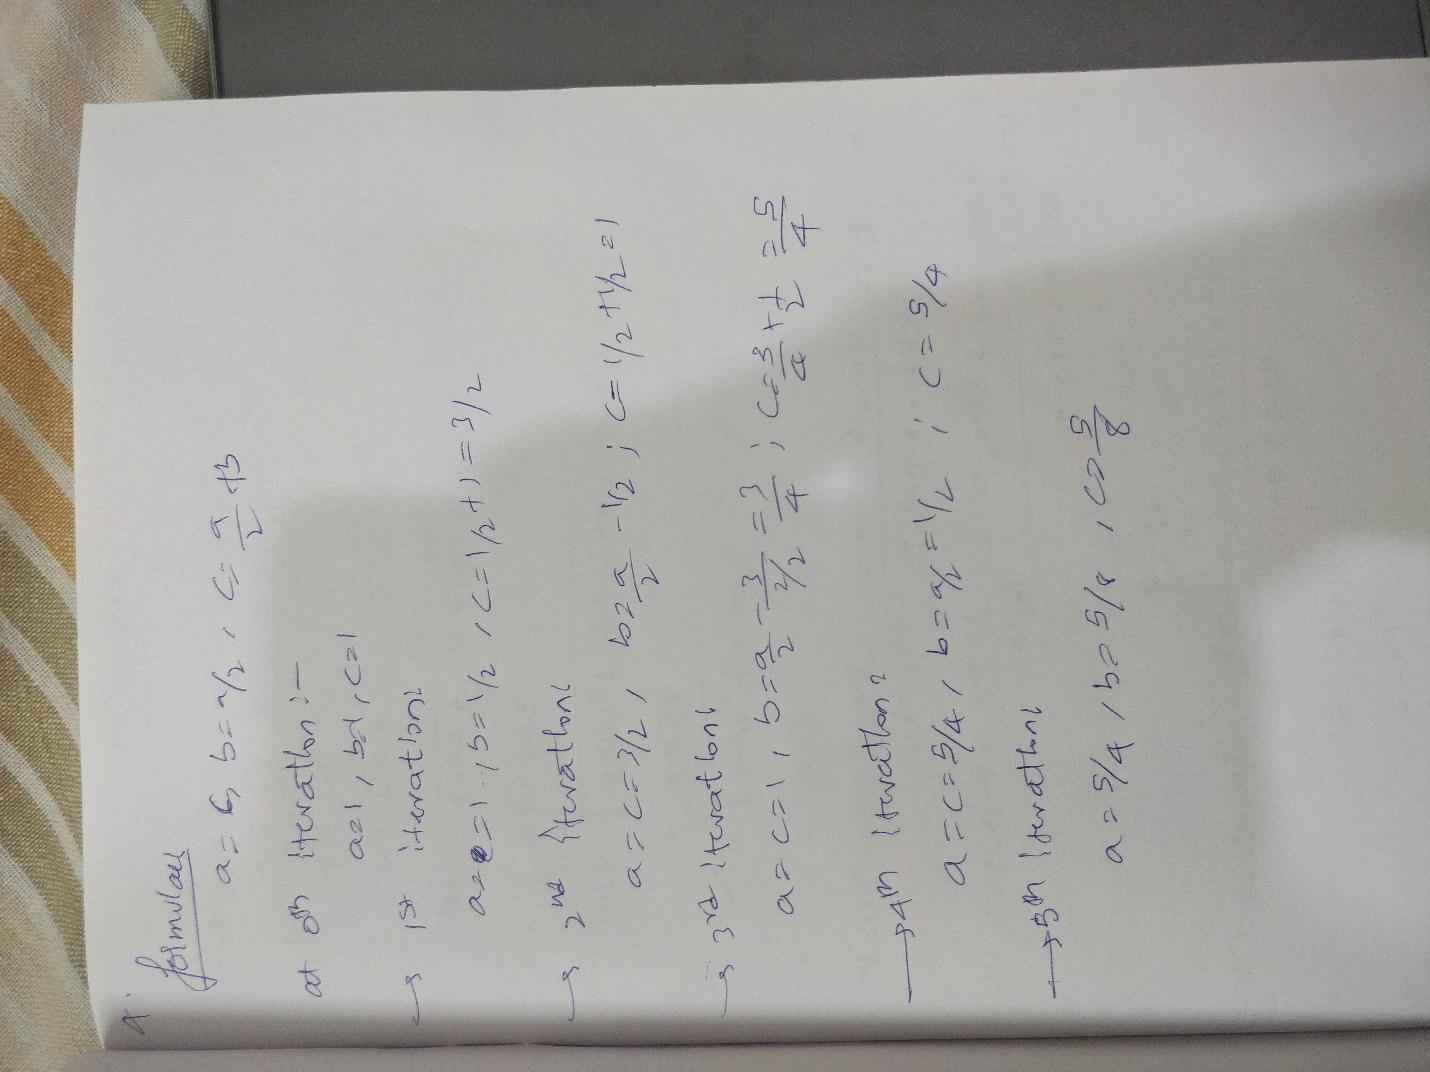 formulae
a = c, b = a/2, c = a/2 + b
at 0th iteration :-
a=1, b=1, c=1
→ 1st iteration:
a=c=1, b=1/2, c=1/2+1=3/2
→ 2nd iteration:
a=c=3/2, b=a/2 - 1/2; c=1/2+1/2=1
→ 3rd iteration:
a=c=1, b=a/2 - 3/2/2 = 3/4; c=3/4+1/2=5/4
→ 4th iteration:
a=c=5/4, b=a/2=1/2; c=5/4
→ 5th iteration:
a=5/4, b=5/8, c=5/8